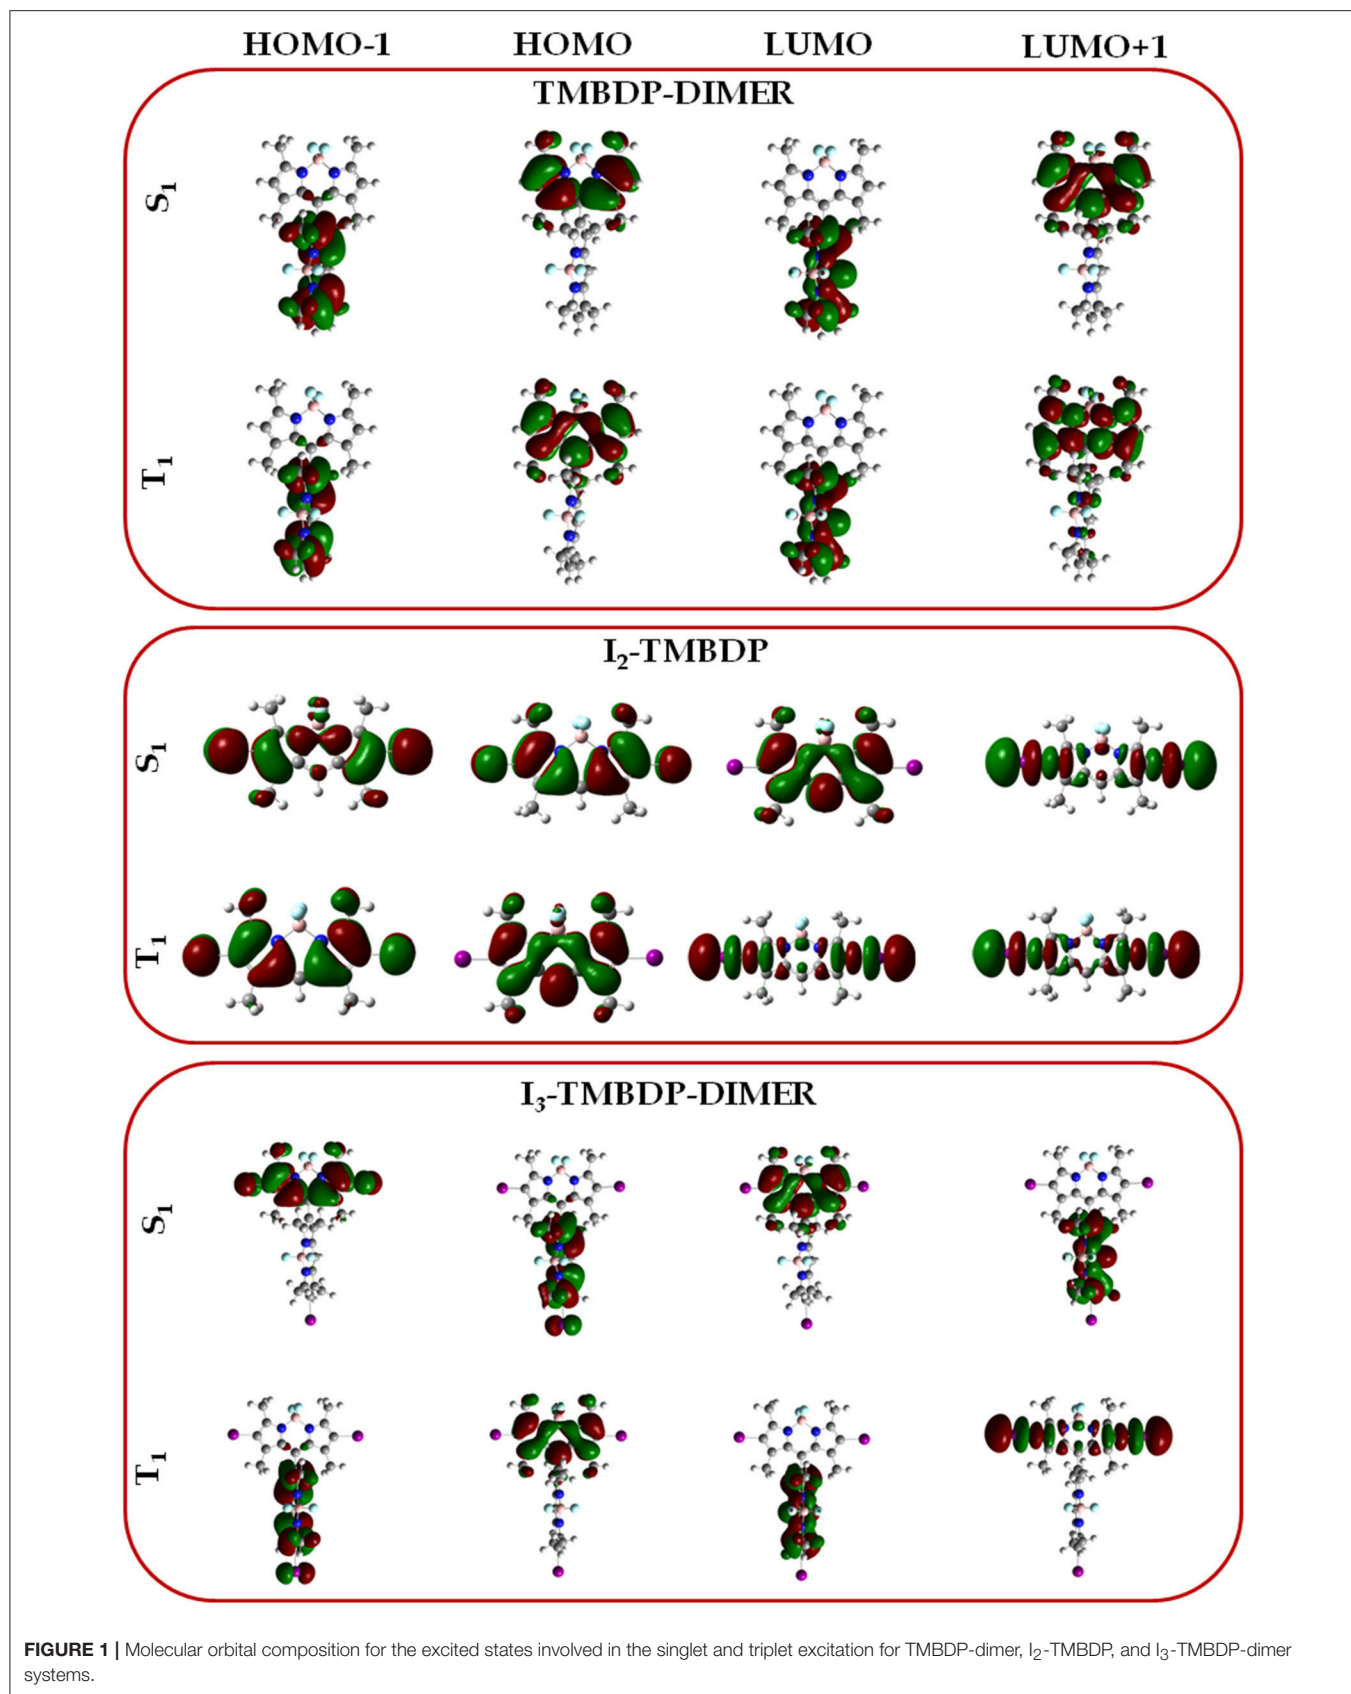 HOMO-1 HOMO LUMO LUMO+1
TMBDP-DIMER
S₁
T₁
I₂-TMBDP
S₁
T₁
I₃-TMBDP-DIMER
S₁
T₁
FIGURE 1 | Molecular orbital composition for the excited states involved in the singlet and triplet excitation for TMBDP-dimer, I₂-TMBDP, and I₃-TMBDP-dimer
systems.